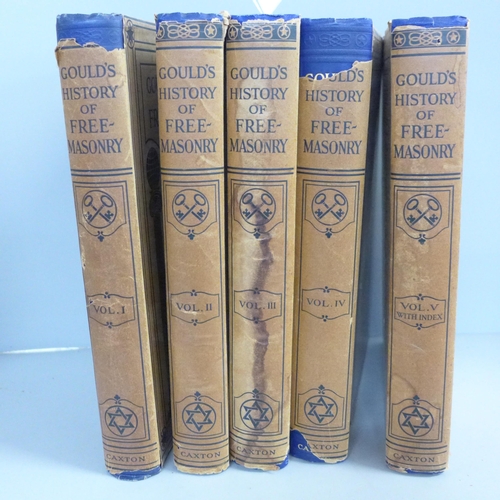 GOULD'S
HISTORY
OF
FREE-
MASONRY
VOL. I
CAXTON
GOULD'S
HISTORY
OF
FREE-
MASONRY
VOL. II
CAXTON
GOULD'S
HISTORY
OF
FREE-
MASONRY
VOL. III
CAXTON
GOULD'S
HISTORY
OF
FREE-
MASONRY
VOL. IV
CAXTON
GOULD'S
HISTORY
OF
FREE-
MASONRY
VOL. V
WITH INDEX
CAXTON